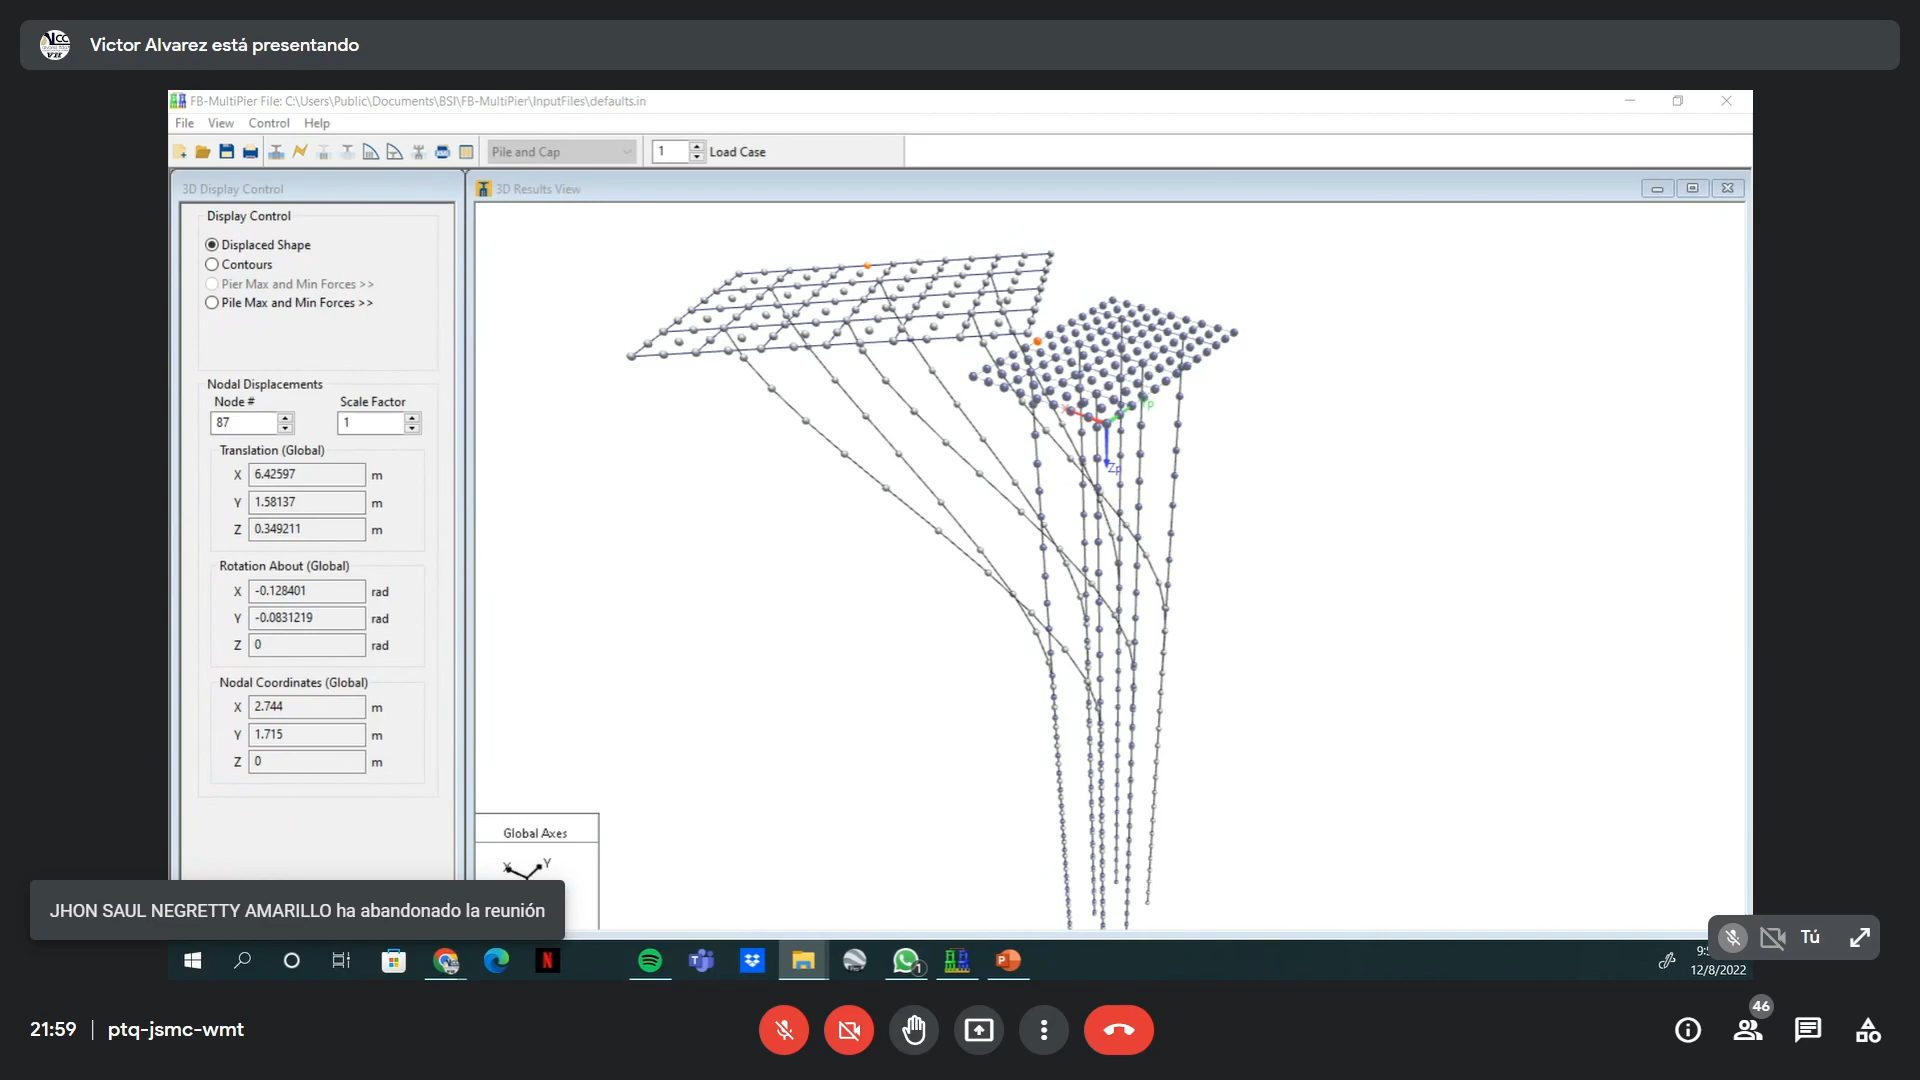 Victor Alvarez está presentando
FB-MultiPier File: C:\Users\Public\Documents\BSI\FB-MultiPier\InputFiles\defaults.in
File View Control Help
Pile and Cap 1 Load Case
3D Display Control
3D Results View
Display Control
Displaced Shape
Contours
Pier Max and Min Forces >>
Pile Max and Min Forces >>
Nodal Displacements
Node # Scale Factor
87 1
Translation (Global)
X 6.42597 m
Y 1.58137 m
Z 0.349211 m
Rotation About (Global)
X -0.128401 rad
Y -0.0831219 rad
Z 0 rad
Nodal Coordinates (Global)
X 2.744 m
Y 1.715 m
Z 0 m
Yp
Zp
Global Axes
X Y
JHON SAUL NEGRETTY AMARILLO ha abandonado la reunión
Tú
12/8/2022
21:59 | ptq-jsmc-wmt
46